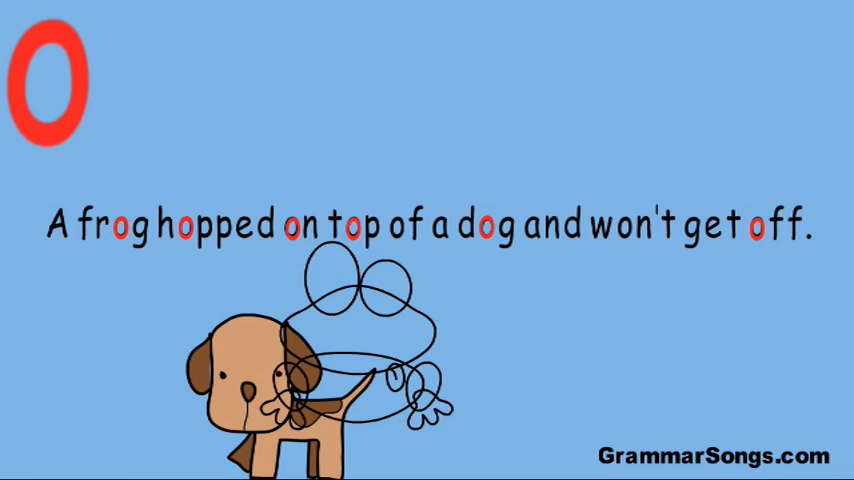 O
A frog hopped on top of a dog and won't get off.
GrammarSongs.com